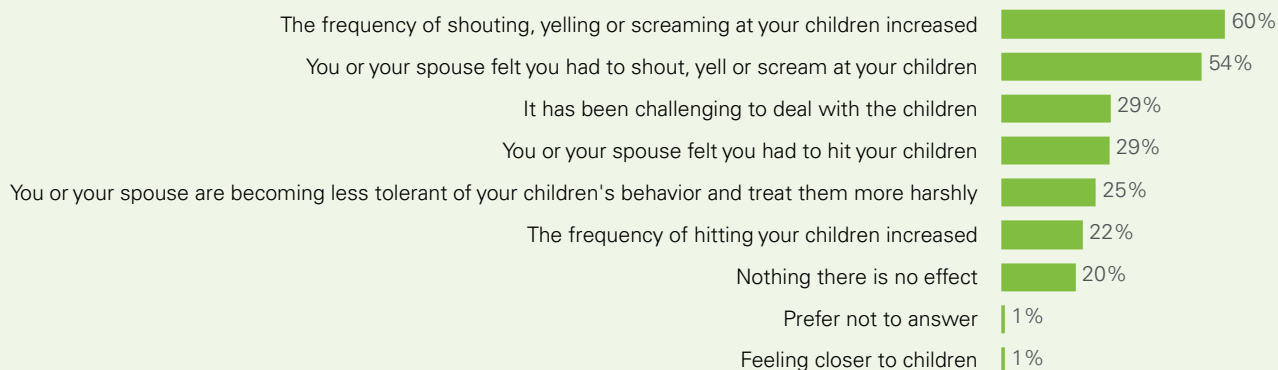 The frequency of shouting, yelling or screaming at your children increased 60%
You or your spouse felt you had to shout, yell or scream at your children 54%
It has been challenging to deal with the children 29%
You or your spouse felt you had to hit your children 29%
You or your spouse are becoming less tolerant of your children's behavior and treat them more harshly 25%
The frequency of hitting your children increased 22%
Nothing there is no effect 20%
Prefer not to answer 1%
Feeling closer to children 1%